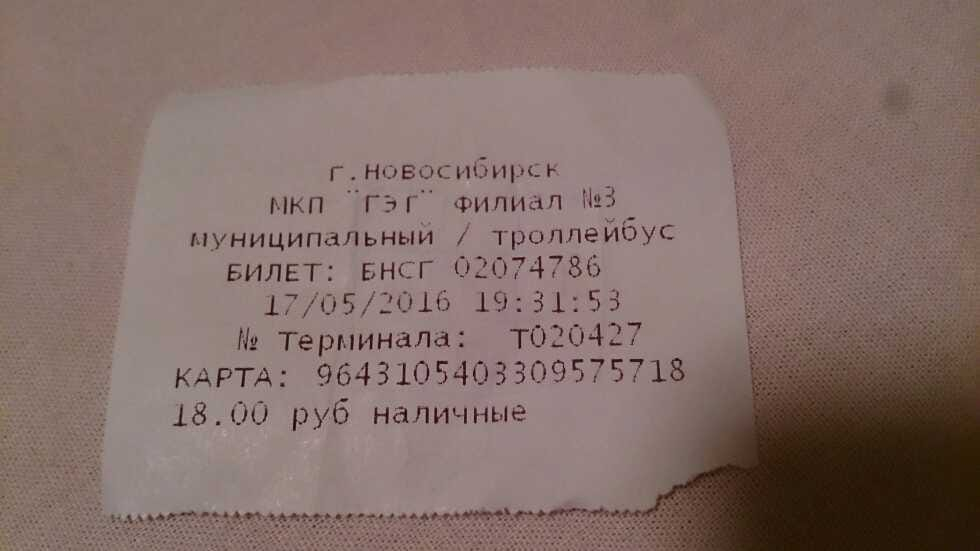 г.Новосибирск
МКП "ГЭТ" Филиал №3
муниципальный / троллейбус
БИЛЕТ: БНСГ 02074786
17/05/2016 19:31:53
№ Терминала: Т020427
КАРТА: 9643105403309575718
18.00 руб наличные